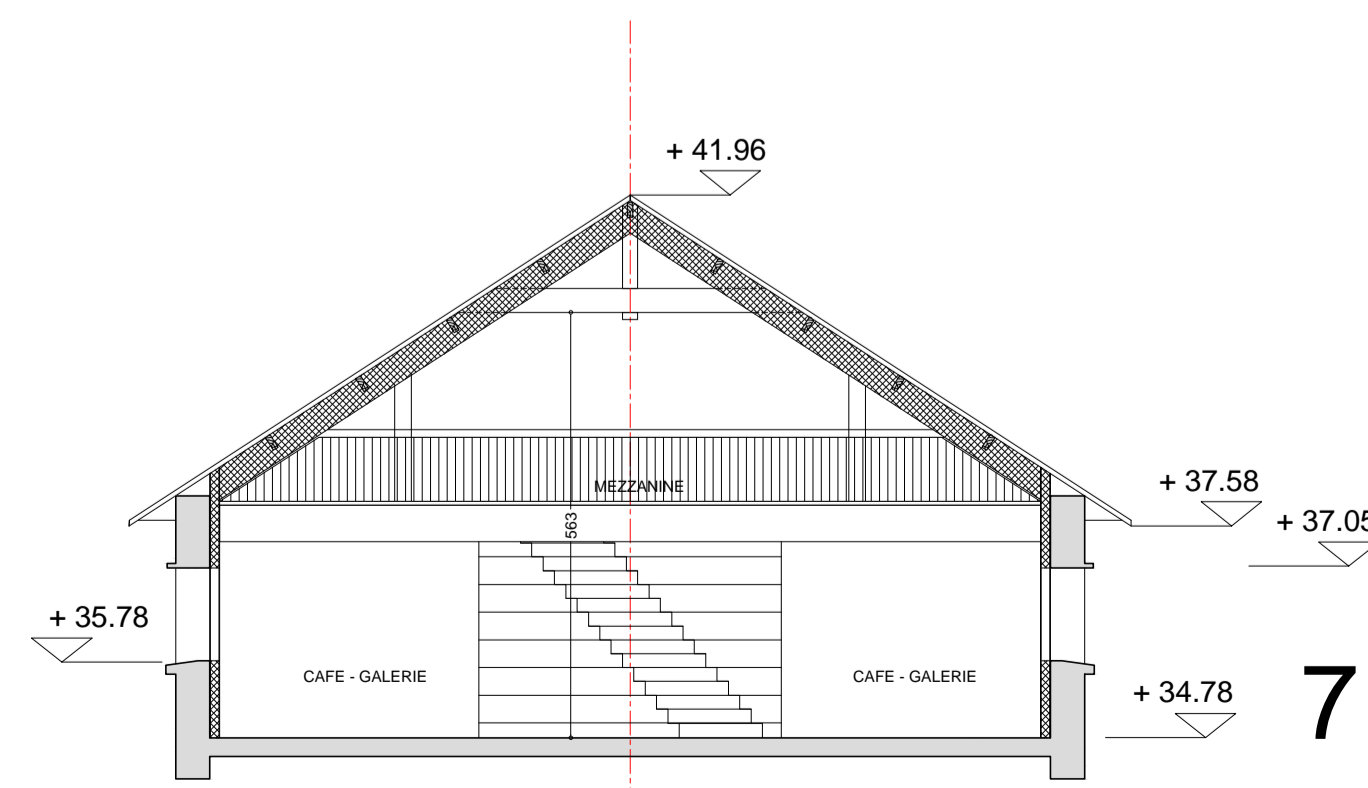 + 41.96
+ 37.58
+ 37.05
MEZZANINE
563
+ 35.78
CAFE - GALERIE
CAFE - GALERIE
+ 34.78
7